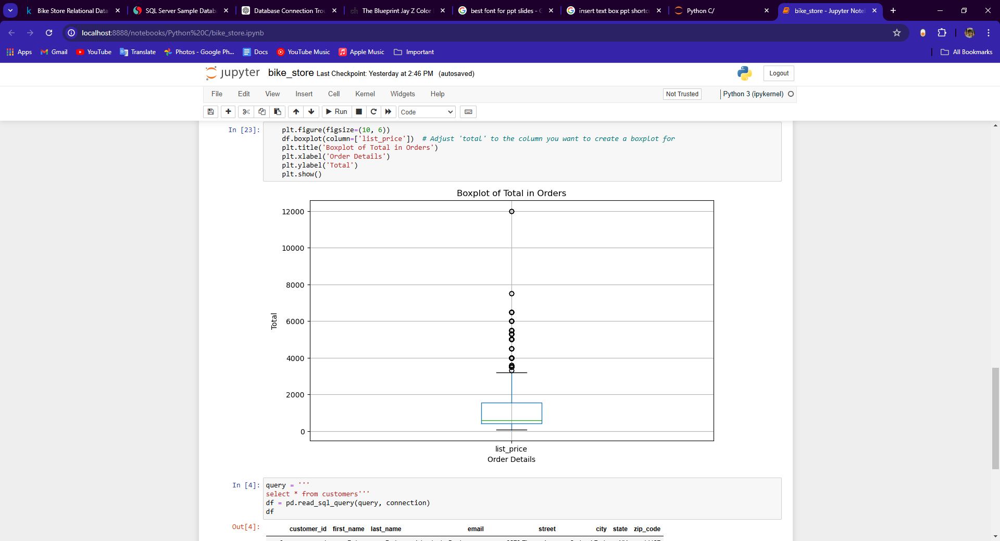 Bike Store Relational Data
SQL Server Sample Datab
Database Connection Trou
The Blueprint Jay Z Color
best font for ppt slides - G
insert text box ppt shortc
Python C/
bike_store - Jupyter Note
localhost:8888/notebooks/Python%20C/bike_store.ipynb
Apps
Gmail
YouTube
Translate
Photos - Google Ph...
Docs
YouTube Music
Apple Music
Important
All Bookmarks
jupyter bike_store Last Checkpoint: Yesterday at 2:46 PM (autosaved)
Logout
File Edit View Insert Cell Kernel Widgets Help
Not Trusted
Python 3 (ipykernel)
Run
Code
In [23]:
plt.figure(figsize=(10, 6))
df.boxplot(column=['list_price'])  # Adjust 'total' to the column you want to create a boxplot for
plt.title('Boxplot of Total in Orders')
plt.xlabel('Order Details')
plt.ylabel('Total')
plt.show()
Boxplot of Total in Orders
12000
10000
8000
6000
4000
2000
0
Total
list_price
Order Details
In [4]:
query = '''
select * from customers'''
df = pd.read_sql_query(query, connection)
df
Out[4]:
customer_id first_name last_name email street city state zip_code